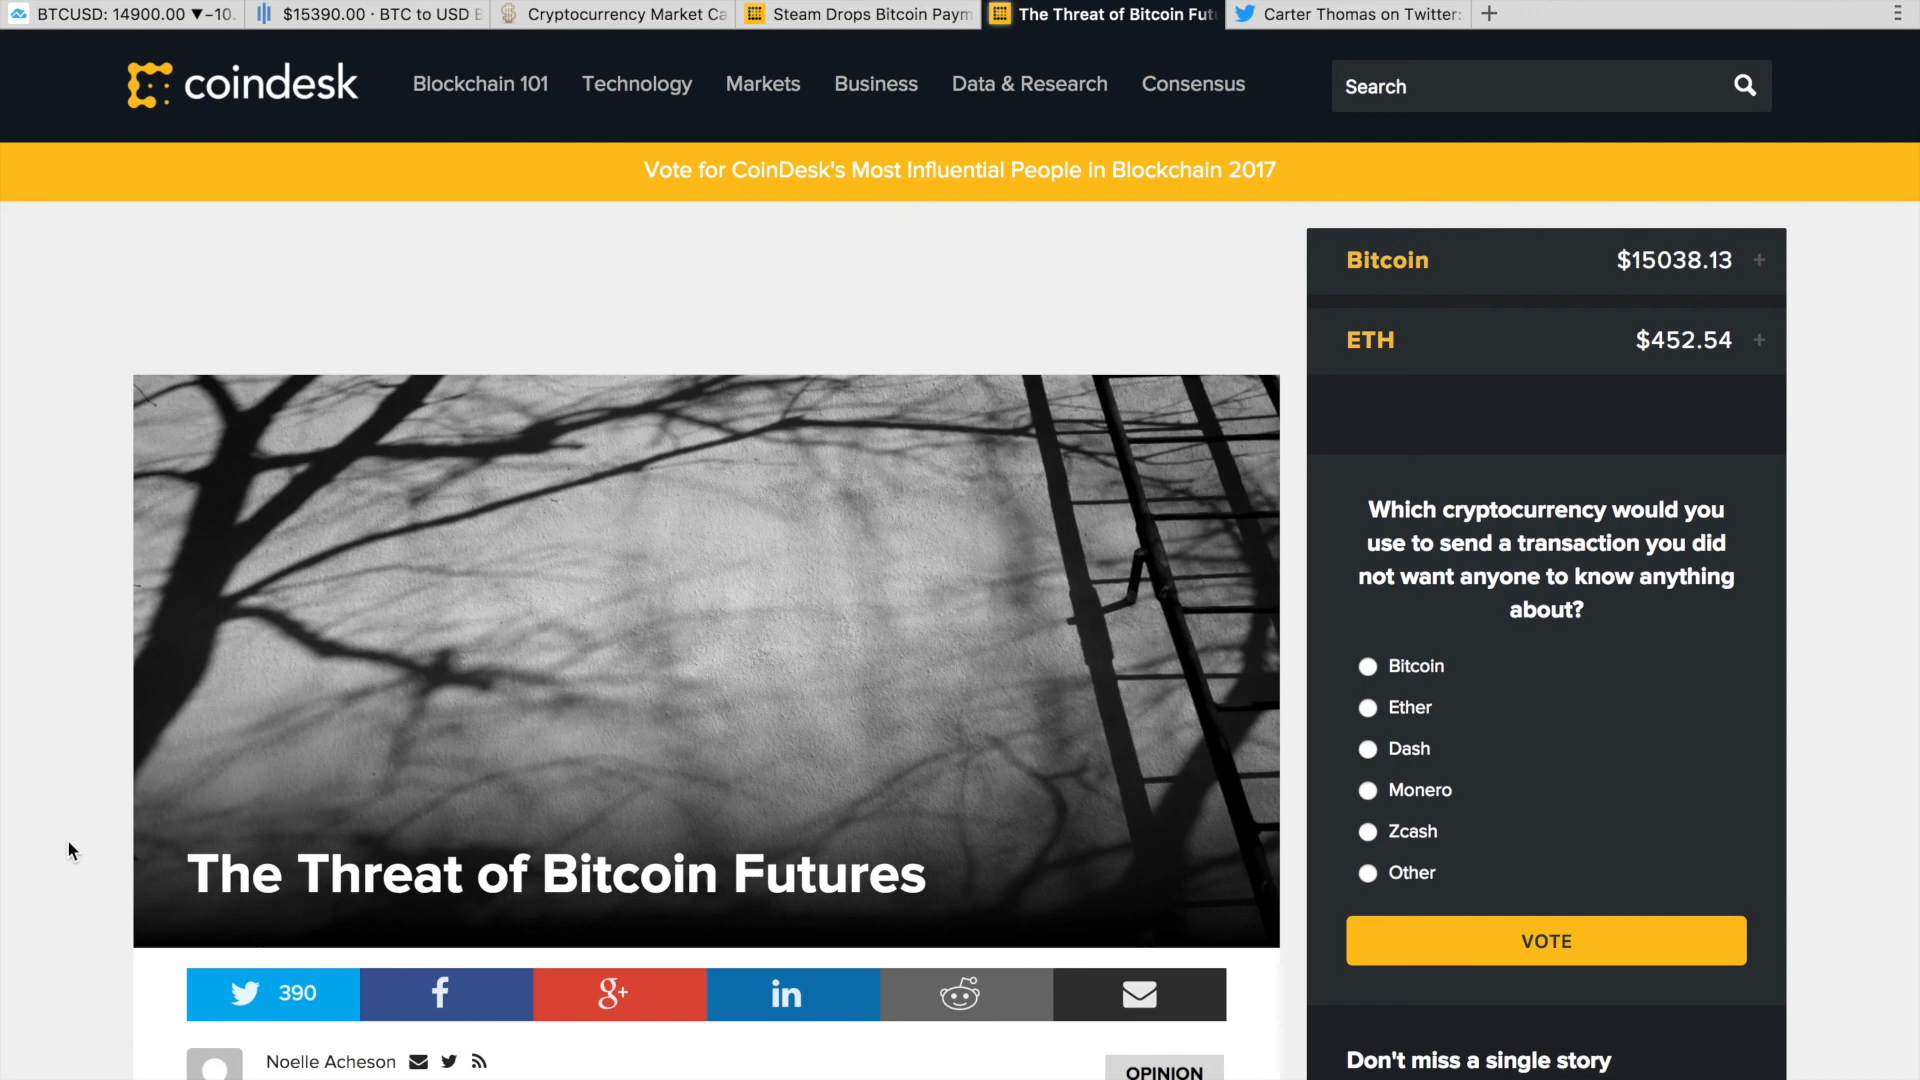 BTCUSD: 14900.00 ▼−10.
$15390.00 · BTC to USD B
Cryptocurrency Market Ca
Steam Drops Bitcoin Paym
The Threat of Bitcoin Futu
Carter Thomas on Twitter:
coindesk
Blockchain 101
Technology
Markets
Business
Data & Research
Consensus
Search
Vote for CoinDesk's Most Influential People in Blockchain 2017
Bitcoin $15038.13 +
ETH $452.54 +
Which cryptocurrency would you
use to send a transaction you did
not want anyone to know anything
about?
Bitcoin
Ether
Dash
Monero
Zcash
Other
VOTE
Don't miss a single story
The Threat of Bitcoin Futures
390
f
g+
in
Noelle Acheson
OPINION